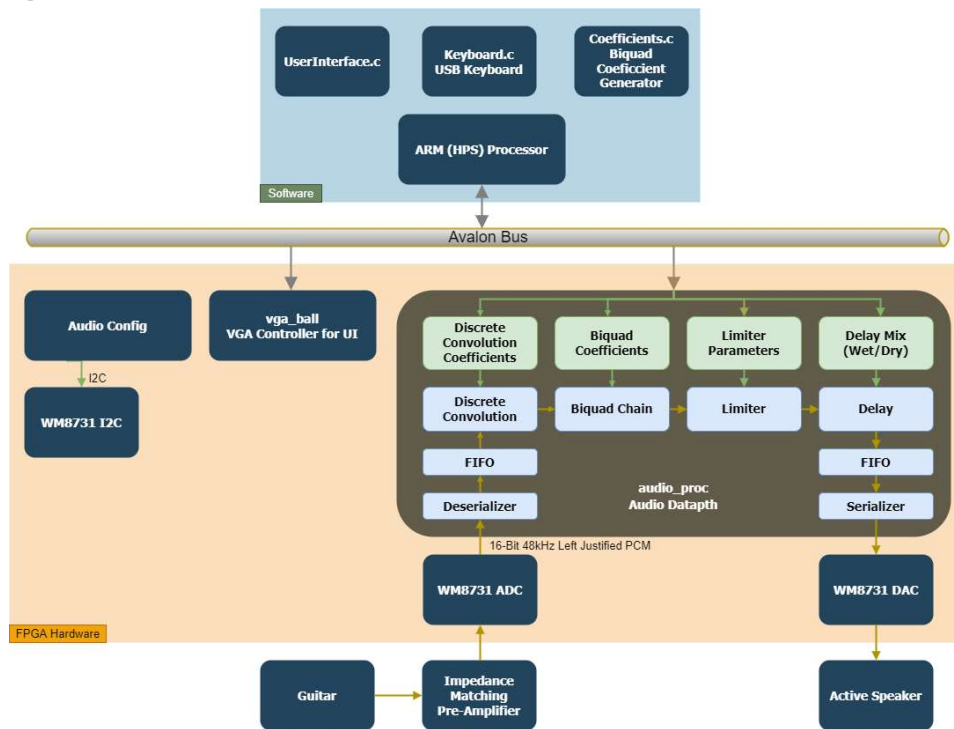 UserInterface.c
Keyboard.c
USB Keyboard
Coefficients.c
Biquad
Coeficcient
Generator
ARM (HPS) Processor
Software
Avalon Bus
Audio Config
vga_ball
VGA Controller for UI
Discrete
Convolution
Coefficients
Biquad
Coefficients
Limiter
Parameters
Delay Mix
(Wet/Dry)
I2C
WM8731 I2C
Discrete
Convolution
Biquad Chain
Limiter
Delay
FIFO
FIFO
audio_proc
Audio Datapth
Deserializer
Serializer
16-Bit 48kHz Left Justified PCM
WM8731 ADC
WM8731 DAC
FPGA Hardware
Guitar
Impedance
Matching
Pre-Amplifier
Active Speaker